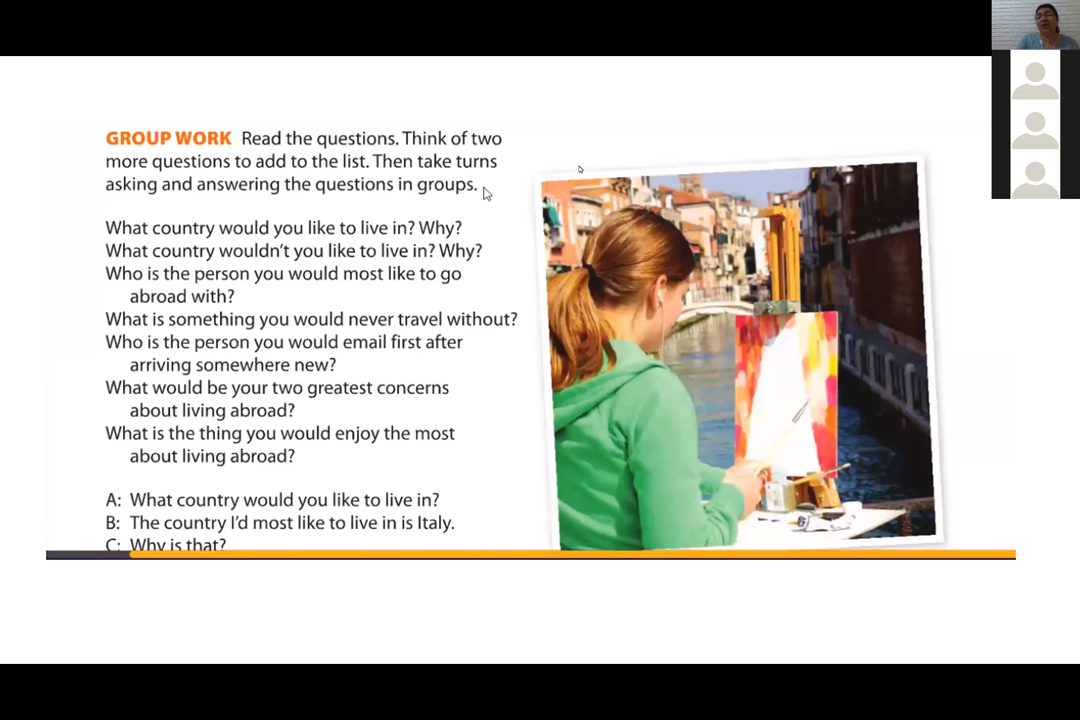 GROUP WORK Read the questions. Think of two
more questions to add to the list. Then take turns
asking and answering the questions in groups.
What country would you like to live in? Why?
What country wouldn't you like to live in? Why?
Who is the person you would most like to go
abroad with?
What is something you would never travel without?
Who is the person you would email first after
arriving somewhere new?
What would be your two greatest concerns
about living abroad?
What is the thing you would enjoy the most
about living abroad?
A: What country would you like to live in?
B: The country I'd most like to live in is Italy.
C: Why is that?